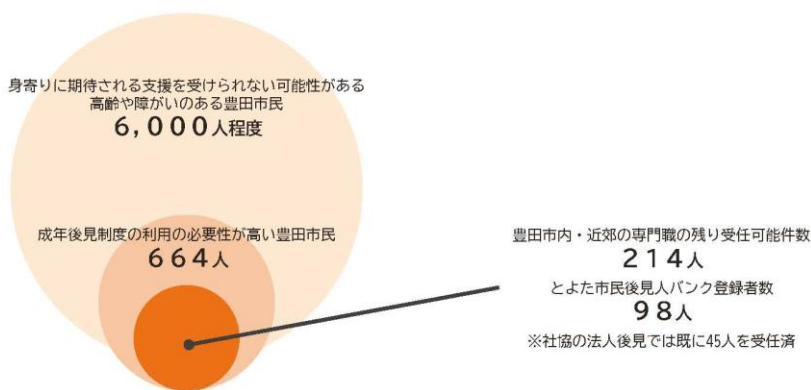 身寄りに期待される支援を受けられない可能性がある
高齢や障がいのある豊田市民
６,０００人程度
成年後見制度の利用の必要性が高い豊田市民
６６４人
豊田市内・近郊の専門職の残り受任可能件数
２１４人
とよた市民後見人バンク登録者数
９８人
※社協の法人後見では既に45人を受任済